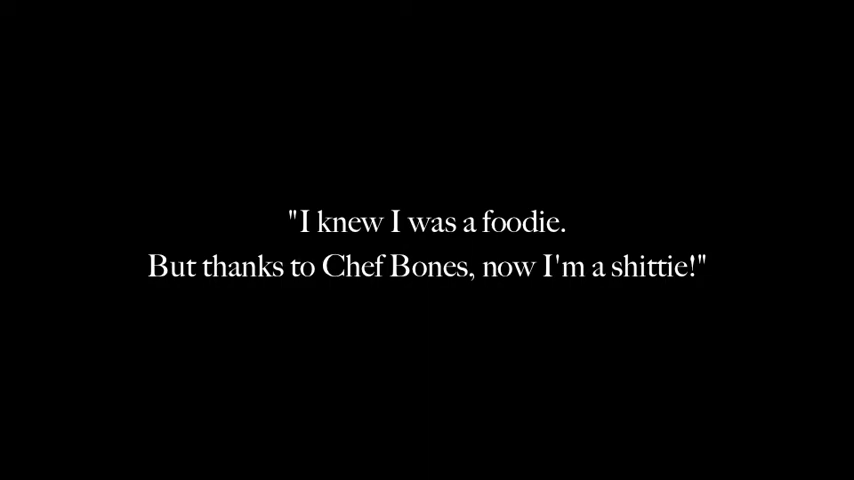 "I knew I was a foodie.
But thanks to Chef Bones, now I'm a shittie!"